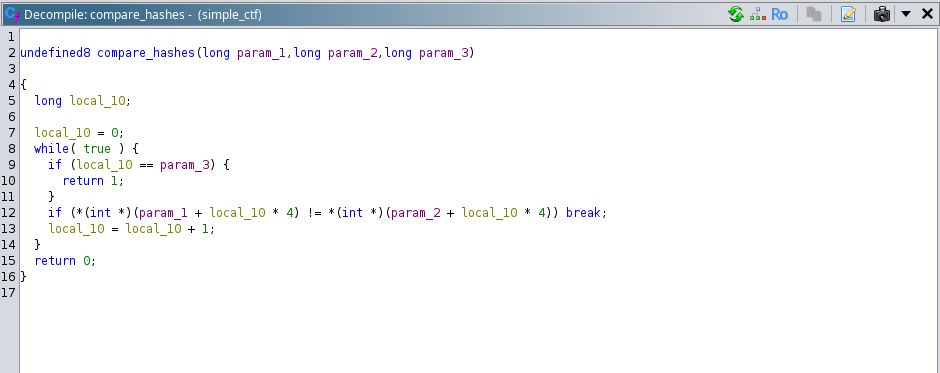 Decompile: compare_hashes - (simple_ctf)
Ro
1
2 undefined8 compare_hashes(long param_1,long param_2,long param_3)
3
4 {
5   long local_10;
6
7   local_10 = 0;
8   while( true ) {
9     if (local_10 == param_3) {
10       return 1;
11     }
12     if (*(int *)(param_1 + local_10 * 4) != *(int *)(param_2 + local_10 * 4)) break;
13     local_10 = local_10 + 1;
14   }
15   return 0;
16 }
17